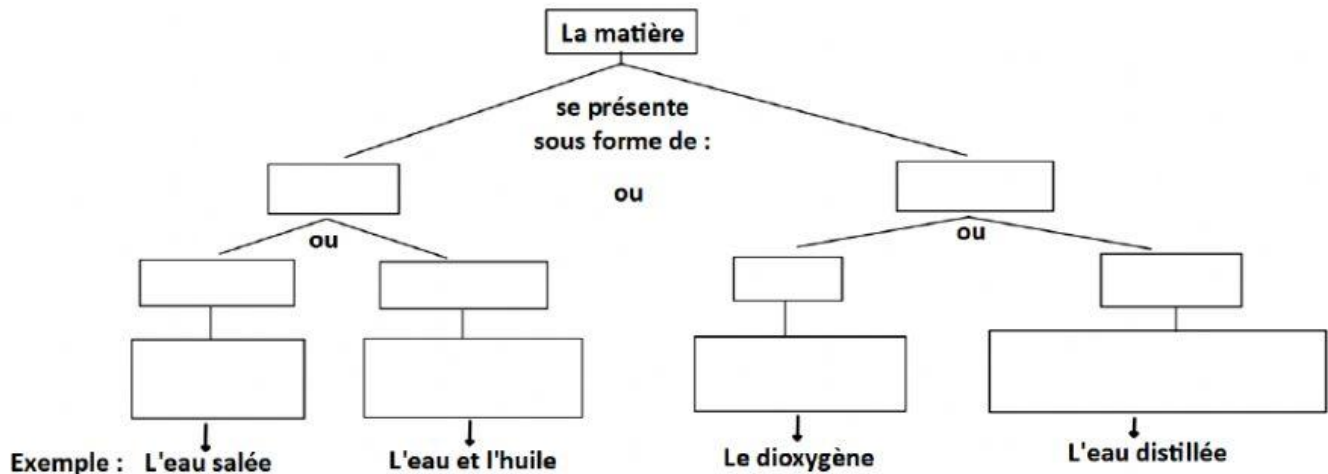 La matière
se présente
sous forme de :
ou
ou
ou
Exemple : L'eau salée
L'eau et l'huile
Le dioxygène
L'eau distillée